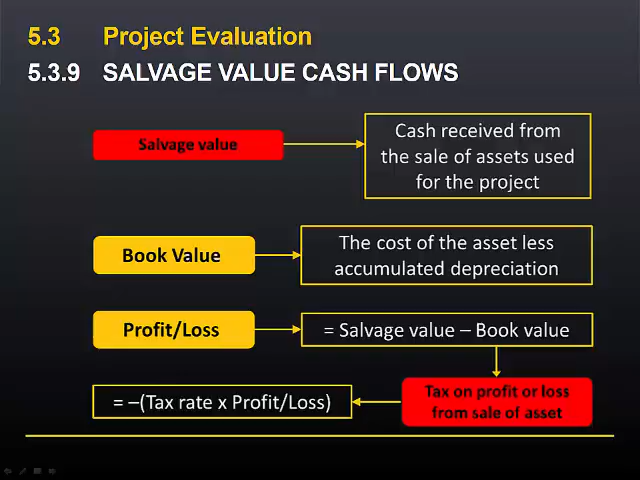 5.3 Project Evaluation
5.3.9 SALVAGE VALUE CASH FLOWS
Salvage value
Cash received from
the sale of assets used
for the project
Book Value
The cost of the asset less
accumulated depreciation
Profit/Loss
= Salvage value – Book value
Tax on profit or loss
from sale of asset
= –(Tax rate x Profit/Loss)